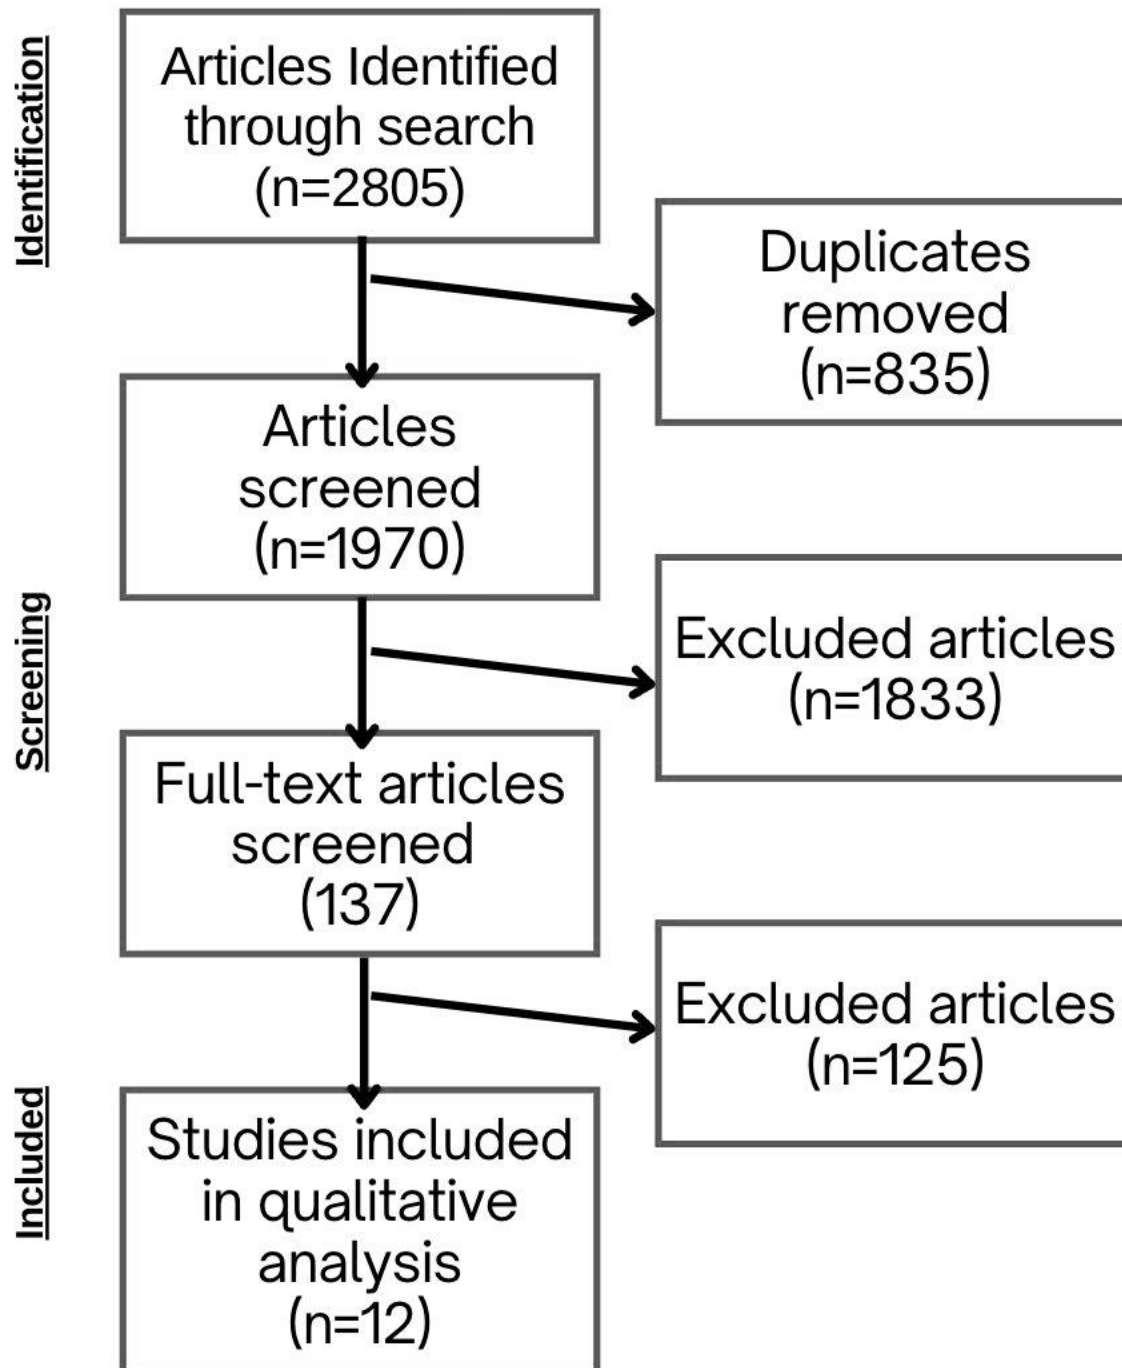 Identification
Articles Identified
through search
(n=2805)
Duplicates
removed
(n=835)
Articles
screened
(n=1970)
Screening
Excluded articles
(n=1833)
Full-text articles
screened
(137)
Excluded articles
(n=125)
Included
Studies included
in qualitative
analysis
(n=12)